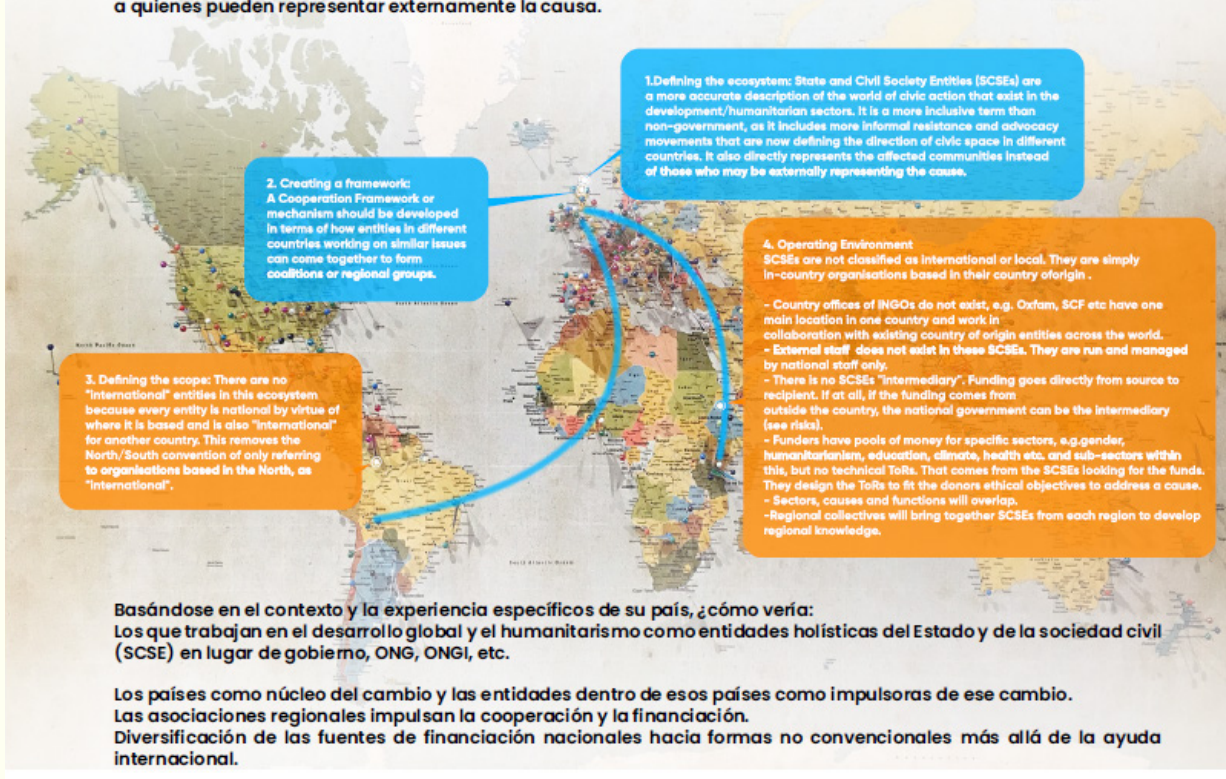 a quienes pueden representar externamente la causa.
1.Defining the ecosystem: State and Civil Society Entities (SCSEs) are
a more accurate description of the world of civic action that exist in the
development/humanitarian sectors. It is a more inclusive term than
non-government, as it includes more informal resistance and advocacy
movements that are now defining the direction of civic space in different
countries. It also directly represents the affected communities instead
of those who may be externally representing the cause.
2. Creating a framework:
A Cooperation Framework or
mechanism should be developed
in terms of how entities in different
countries working on similar issues
can come together to form
coalitions or regional groups.
3. Defining the scope: There are no
"International" entities in this ecosystem
because every entity is national by virtue of
where it is based and is also "international"
for another country. This removes the
North/South convention of only referring
to organisations based in the North, as
"International".
4. Operating Environment
SCSEs are not classified as international or local. They are simply
in-country organisations based in their country oforigin .
- Country offices of INGOs do not exist, e.g. Oxfam, SCF etc have one
main location in one country and work in
collaboration with existing country of origin entities across the world.
- External staff does not exist in these SCSEs. They are run and managed
by national staff only.
- There is no SCSEs "intermediary". Funding goes directly from source to
recipient. If at all, if the funding comes from
outside the country, the national government can be the intermediary
(see risks).
- Funders have pools of money for specific sectors, e.g.gender,
humanitarianism, education, climate, health etc. and sub-sectors within
this, but no technical ToRs. That comes from the SCSEs looking for the funds.
They design the ToRs to fit the donors ethical objectives to address a cause.
- Sectors, causes and functions will overlap.
-Regional collectives will bring together SCSEs from each region to develop
regional knowledge.
North Pacific Ocean
South Atlantic Ocean
Basándose en el contexto y la experiencia específicos de su país, ¿cómo vería:
Los que trabajan en el desarrollo global y el humanitarismo como entidades holísticas del Estado y de la sociedad civil
(SCSE) en lugar de gobierno, ONG, ONGI, etc.
Los países como núcleo del cambio y las entidades dentro de esos países como impulsoras de ese cambio.
Las asociaciones regionales impulsan la cooperación y la financiación.
Diversificación de las fuentes de financiación nacionales hacia formas no convencionales más allá de la ayuda
internacional.